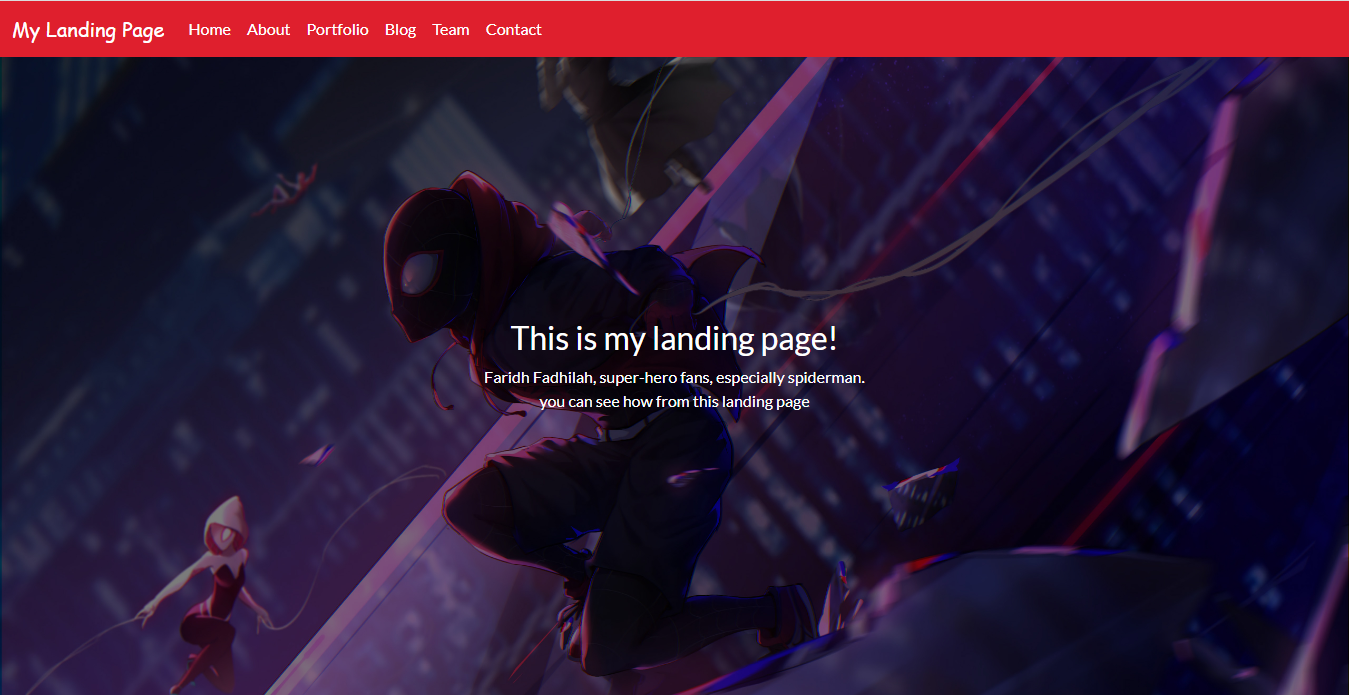 My Landing Page Home About Portfolio Blog Team Contact
This is my landing page!
Faridh Fadhilah, super-hero fans, especially spiderman.
you can see how from this landing page